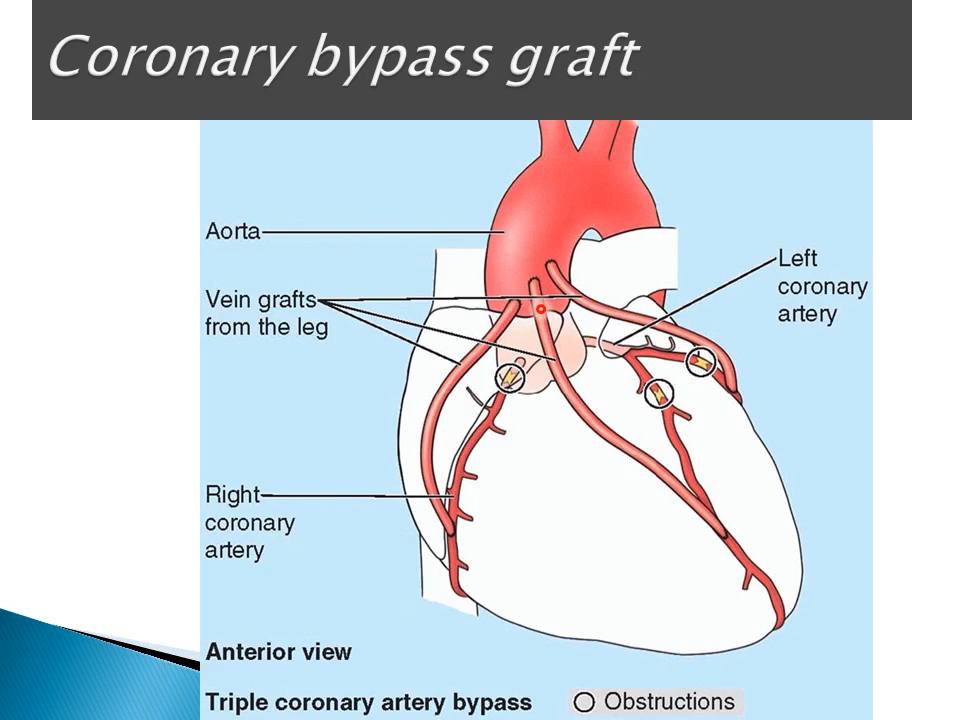 Coronary bypass graft
Aorta
Vein grafts
from the leg
Left
coronary
artery
Right
coronary
artery
Anterior view
Triple coronary artery bypass
Obstructions